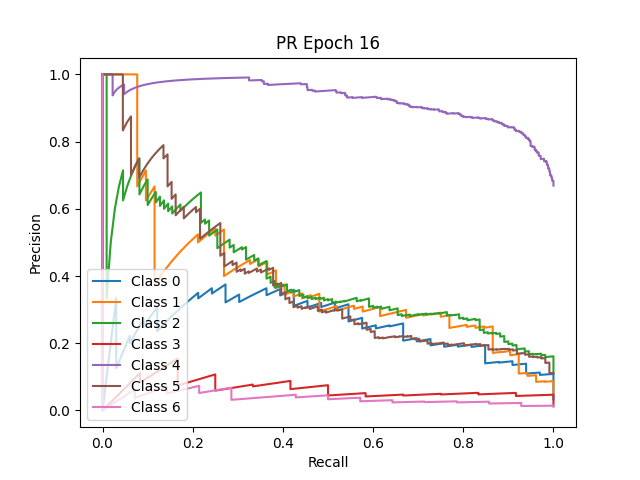 PR Epoch 16
Precision
1.0
0.8
0.6
0.4
0.2
0.0
Class 0
Class 1
Class 2
Class 3
Class 4
Class 5
Class 6
0.0 0.2 0.4 0.6 0.8 1.0
Recall